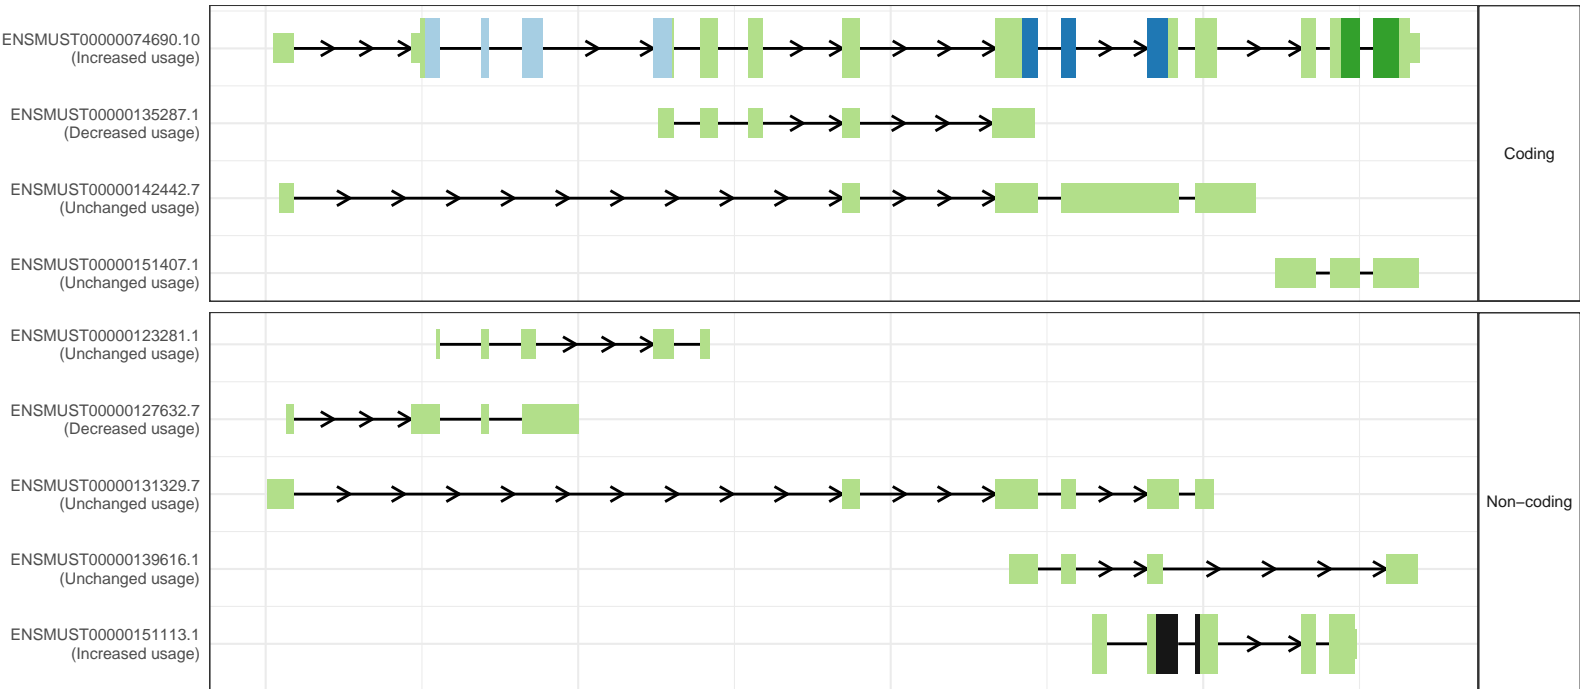 ENSMUST00000074690.10
(Increased usage)
ENSMUST00000135287.1
(Decreased usage)
ENSMUST00000142442.7
(Unchanged usage)
ENSMUST00000151407.1
(Unchanged usage)
Coding
ENSMUST00000123281.1
(Unchanged usage)
ENSMUST00000127632.7
(Decreased usage)
ENSMUST00000131329.7
(Unchanged usage)
ENSMUST00000139616.1
(Unchanged usage)
ENSMUST00000151113.1
(Increased usage)
Non−coding